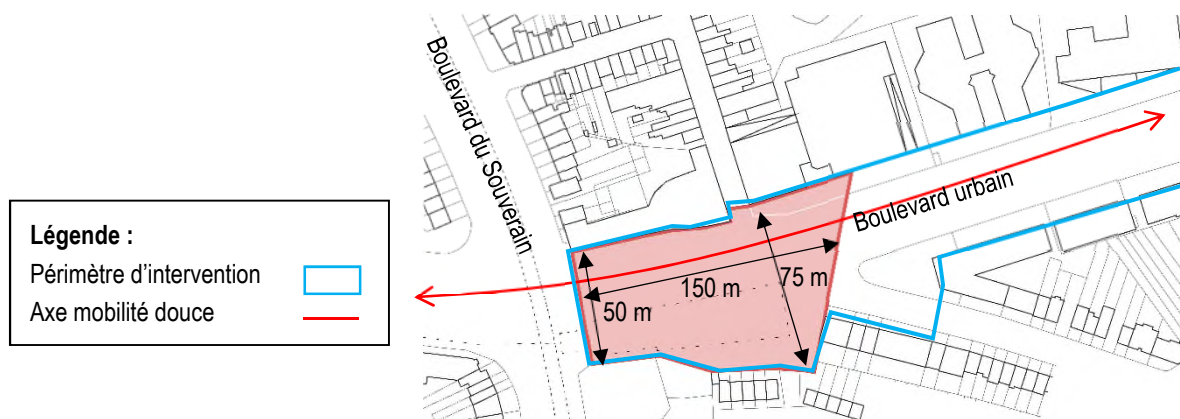 Légende :
Périmètre d’intervention
Axe mobilité douce
Boulevard du Souverain
Boulevard urbain
150 m
75 m
50 m